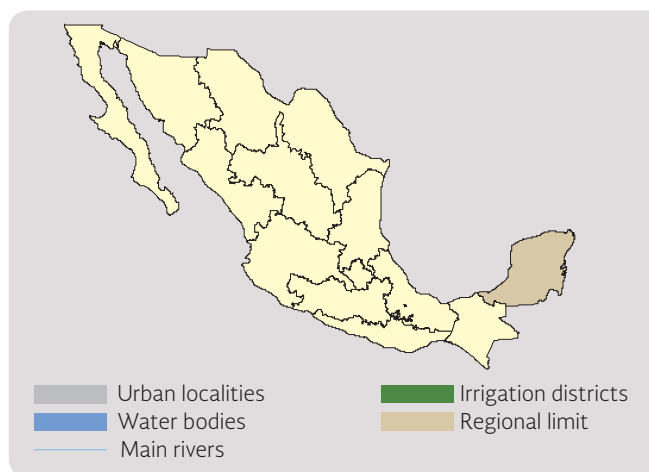 Urban localities
Irrigation districts
Water bodies
Regional limit
Main rivers